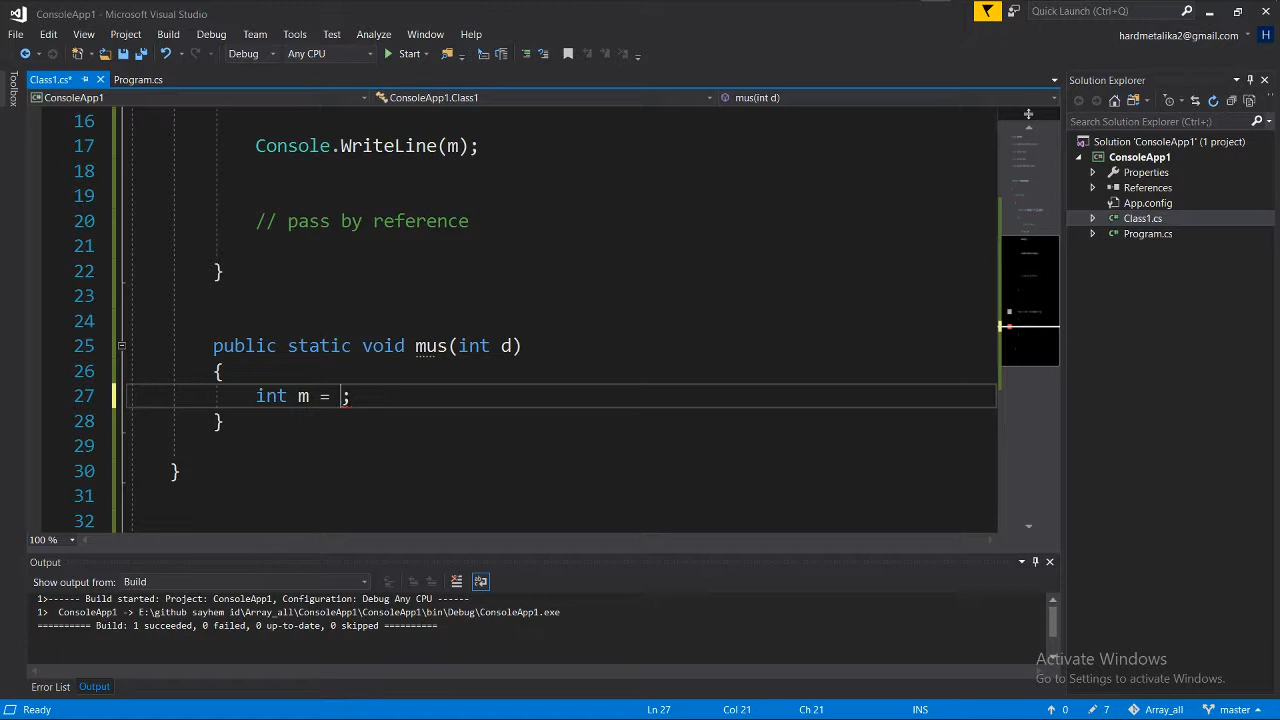 ConsoleApp1 - Microsoft Visual Studio
Quick Launch (Ctrl+Q)
File Edit View Project Build Debug Team Tools Test Analyze Window Help
hardmetalika2@gmail.com
H
Debug Any CPU Start
Toolbox
Class1.cs* Program.cs
ConsoleApp1 ConsoleApp1.Class1 mus(int d)
16
17 Console.WriteLine(m);
18
19
20 // pass by reference
21
22 }
23
24
25 public static void mus(int d)
26 {
27 int m = ;
28 }
29
30 }
31
32
100 %
Solution Explorer
Search Solution Explorer (Ctrl+;)
Solution 'ConsoleApp1' (1 project)
ConsoleApp1
Properties
References
App.config
Class1.cs
Program.cs
Output
Show output from: Build
1>------ Build started: Project: ConsoleApp1, Configuration: Debug Any CPU ------
1> ConsoleApp1 -> E:\github sayhem id\Array_all\ConsoleApp1\ConsoleApp1\bin\Debug\ConsoleApp1.exe
========== Build: 1 succeeded, 0 failed, 0 up-to-date, 0 skipped ==========
Activate Windows
Go to Settings to activate Windows.
Error List Output
Ready Ln 27 Col 21 Ch 21 INS 0 7 Array_all master